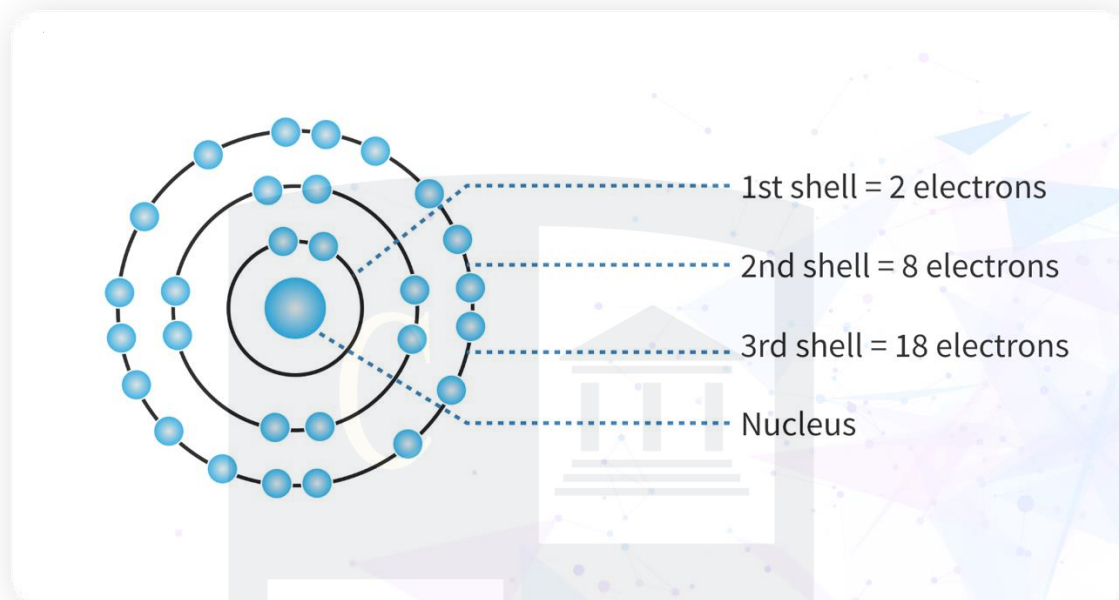 1st shell = 2 electrons
2nd shell = 8 electrons
3rd shell = 18 electrons
Nucleus